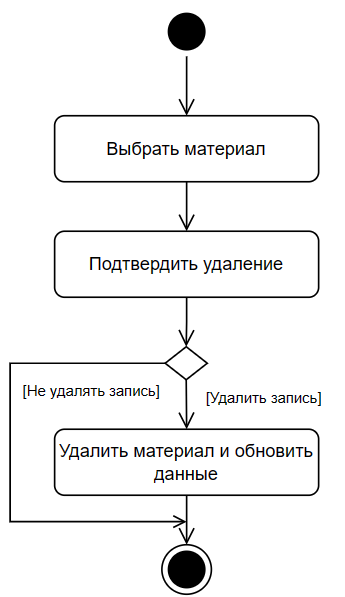 Выбрать материал
Подтвердить удаление
[Не удалять запись]
[Удалить запись]
Удалить материал и обновить
данные